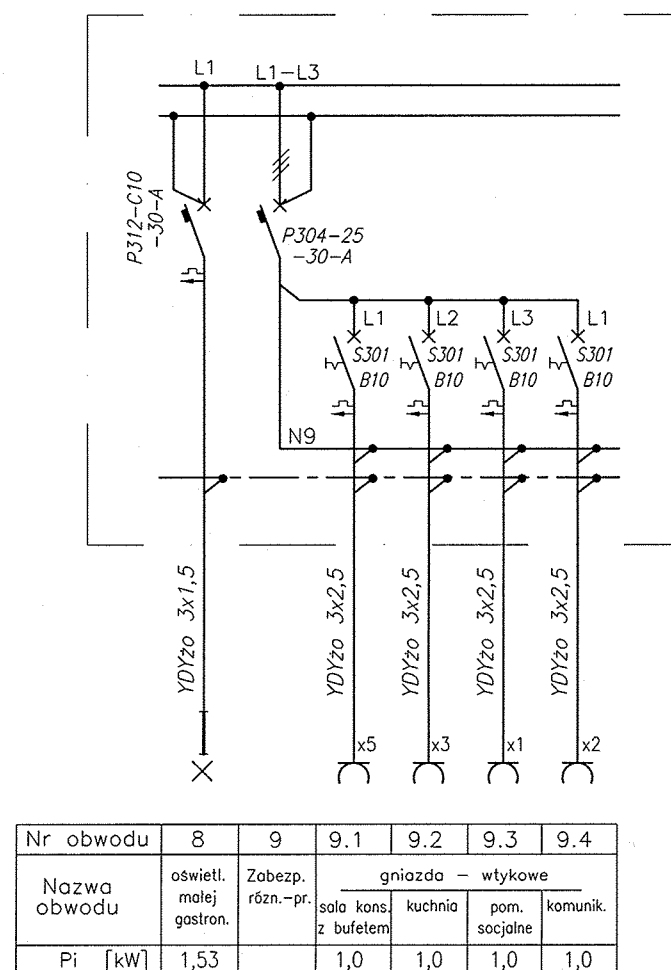 L1 L1-L3
P312-C10
-30-A
P304-25
-30-A
L1 L2 L3 L1
S301 S301 S301 S301
B10 B10 B10 B10
N9
YDYżo 3x1,5 YDYżo 3x2,5 YDYżo 3x2,5 YDYżo 3x2,5 YDYżo 3x2,5
x5 x3 x1 x2
Nr obwodu 8 9 9.1 9.2 9.3 9.4
Nazwa obwodu
oświetl. małej gastron.
Zabezp. rózn.-pr.
gniazda - wtykowe
sala kons. z bufetem
kuchnia
pom. socjalne
komunik.
Pi [kW] 1,53 1,0 1,0 1,0 1,0